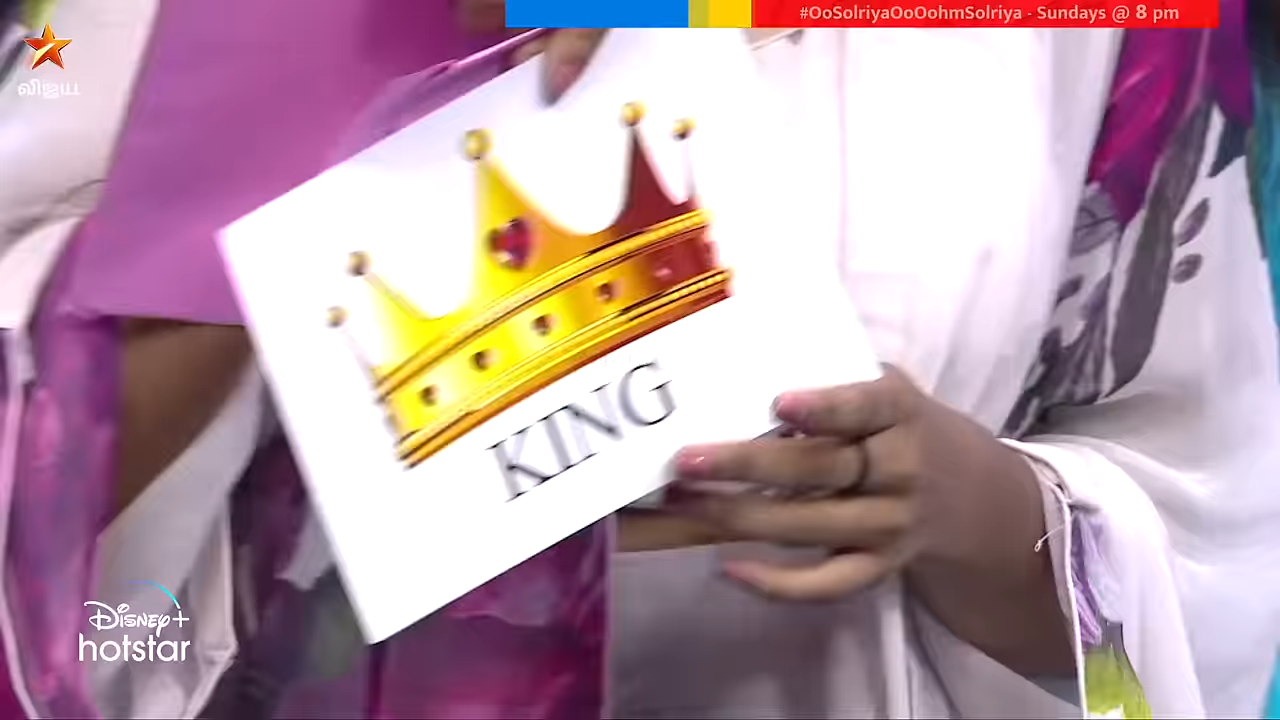 #OoSolriyaOoOohmSolriya - Sundays @ 8 pm
விஜய்
KING
Disney+
hotstar